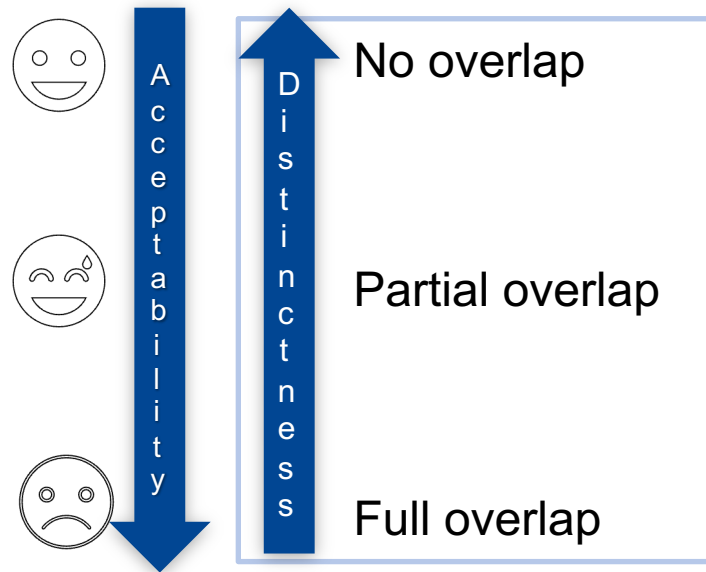 Acceptability
Distinctness
No overlap
Partial overlap
Full overlap